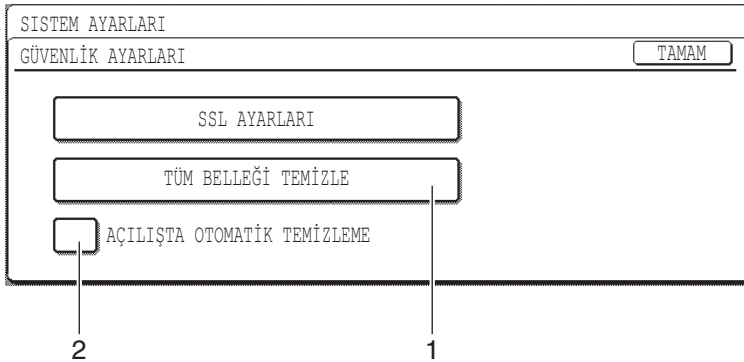 SISTEM AYARLARI
GÜVENLİK AYARLARI TAMAM
SSL AYARLARI
TÜM BELLEĞİ TEMİZLE
AÇILIŞTA OTOMATİK TEMİZLEME
2 1